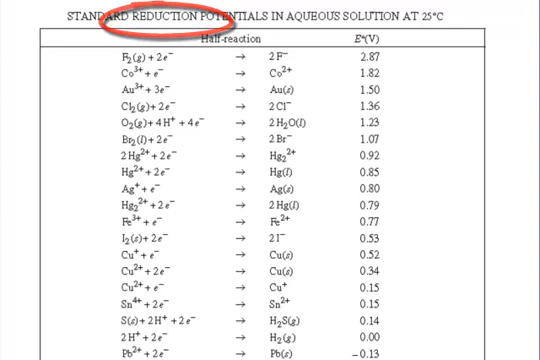 STANDARD REDUCTION POTENTIALS IN AQUEOUS SOLUTION AT 25°C
Half-reaction E°(V)
F₂(g) + 2e⁻ → 2F⁻ 2.87
Co³⁺ + e⁻ → Co²⁺ 1.82
Au³⁺ + 3e⁻ → Au(s) 1.50
Cl₂(g) + 2e⁻ → 2Cl⁻ 1.36
O₂(g) + 4H⁺ + 4e⁻ → 2H₂O(l) 1.23
Br₂(l) + 2e⁻ → 2Br⁻ 1.07
2Hg²⁺ + 2e⁻ → Hg₂²⁺ 0.92
Hg²⁺ + 2e⁻ → Hg(l) 0.85
Ag⁺ + e⁻ → Ag(s) 0.80
Hg₂²⁺ + 2e⁻ → 2Hg(l) 0.79
Fe³⁺ + e⁻ → Fe²⁺ 0.77
I₂(s) + 2e⁻ → 2I⁻ 0.53
Cu⁺ + e⁻ → Cu(s) 0.52
Cu²⁺ + 2e⁻ → Cu(s) 0.34
Cu²⁺ + e⁻ → Cu⁺ 0.15
Sn⁴⁺ + 2e⁻ → Sn²⁺ 0.15
S(s) + 2H⁺ + 2e⁻ → H₂S(g) 0.14
2H⁺ + 2e⁻ → H₂(g) 0.00
Pb²⁺ + 2e⁻ → Pb(s) −0.13